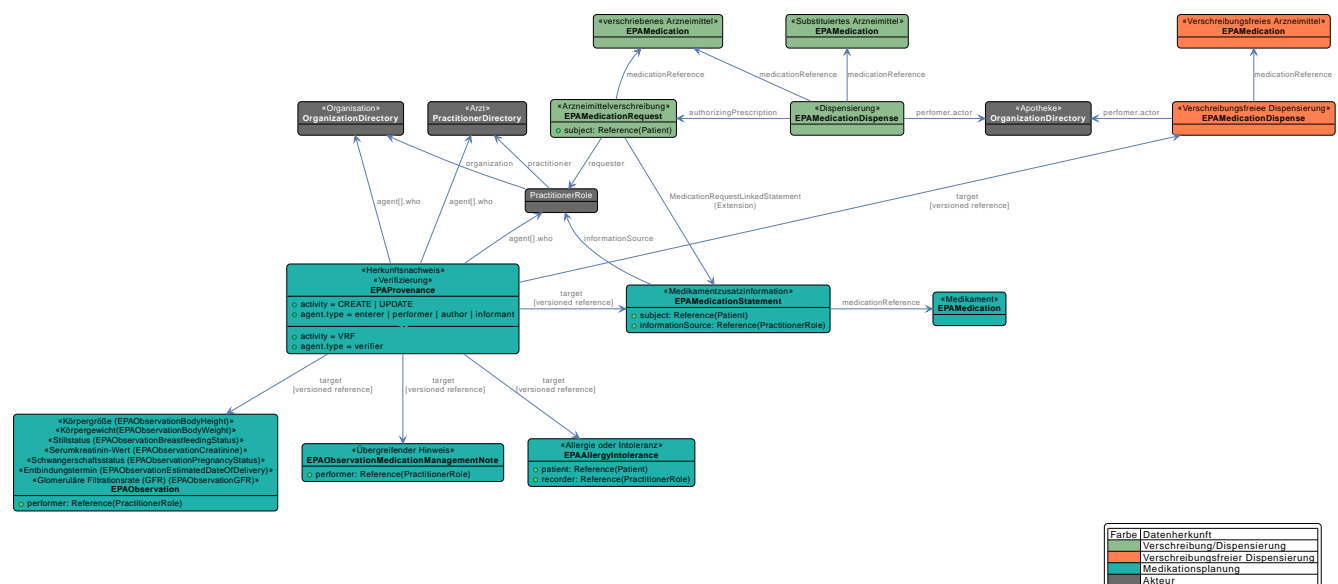 «verschriebenes Arzneimittel»
EPAMedication
«Substituiertes Arzneimittel»
EPAMedication
«Verschreibungsfreies Arzneimittel»
EPAMedication
medicationReference
medicationReference
medicationReference
medicationReference
«Organisation»
OrganizationDirectory
«Arzt»
PractitionerDirectory
«Arzneimittelverschreibung»
EPAMedicationRequest
subject: Reference(Patient)
authorizingPrescription
«Dispensierung»
EPAMedicationDispense
perfomer.actor
«Apotheke»
OrganizationDirectory
perfomer.actor
«Verschreibungsfreie Dispensierung»
EPAMedicationDispense
organization
practitioner
requester
PractitionerRole
MedicationRequestLinkedStatement
(Extension)
target
[versioned reference]
agent[].who
agent[].who
agent[].who
informationSource
«Herkunftsnachweis»
«Verifizierung»
EPAProvenance
activity = CREATE | UPDATE
agent.type = enterer | performer | author | informant
activity = VRF
agent.type = verifier
target
[versioned reference]
«Medikamentzusatzinformation»
EPAMedicationStatement
subject: Reference(Patient)
informationSource: Reference(PractitionerRole)
medicationReference
«Medikament»
EPAMedication
target
[versioned reference]
target
[versioned reference]
target
[versioned reference]
«Körpergröße (EPAObservationBodyHeight)»
«Körpergewicht(EPAObservationBodyWeight)»
«Stillstatus (EPAObservationBreastfeedingStatus)»
«Serumkreatinin-Wert (EPAObservationCreatinine)»
«Schwangerschaftsstatus (EPAObservationPregnancyStatus)»
«Entbindungstermin (EPAObservationEstimatedDateOfDelivery)»
«Glomeruläre Filtrationsrate (GFR) (EPAObservationGFR)»
EPAObservation
performer: Reference(PractitionerRole)
«Übergreifender Hinweis»
EPAObservationMedicationManagementNote
performer: Reference(PractitionerRole)
«Allergie oder Intoleranz»
EPAAllergyIntolerance
patient: Reference(Patient)
recorder: Reference(PractitionerRole)
Farbe Datenherkunft
Verschreibung/Dispensierung
Verschreibungsfreier Dispensierung
Medikationsplanung
Akteur